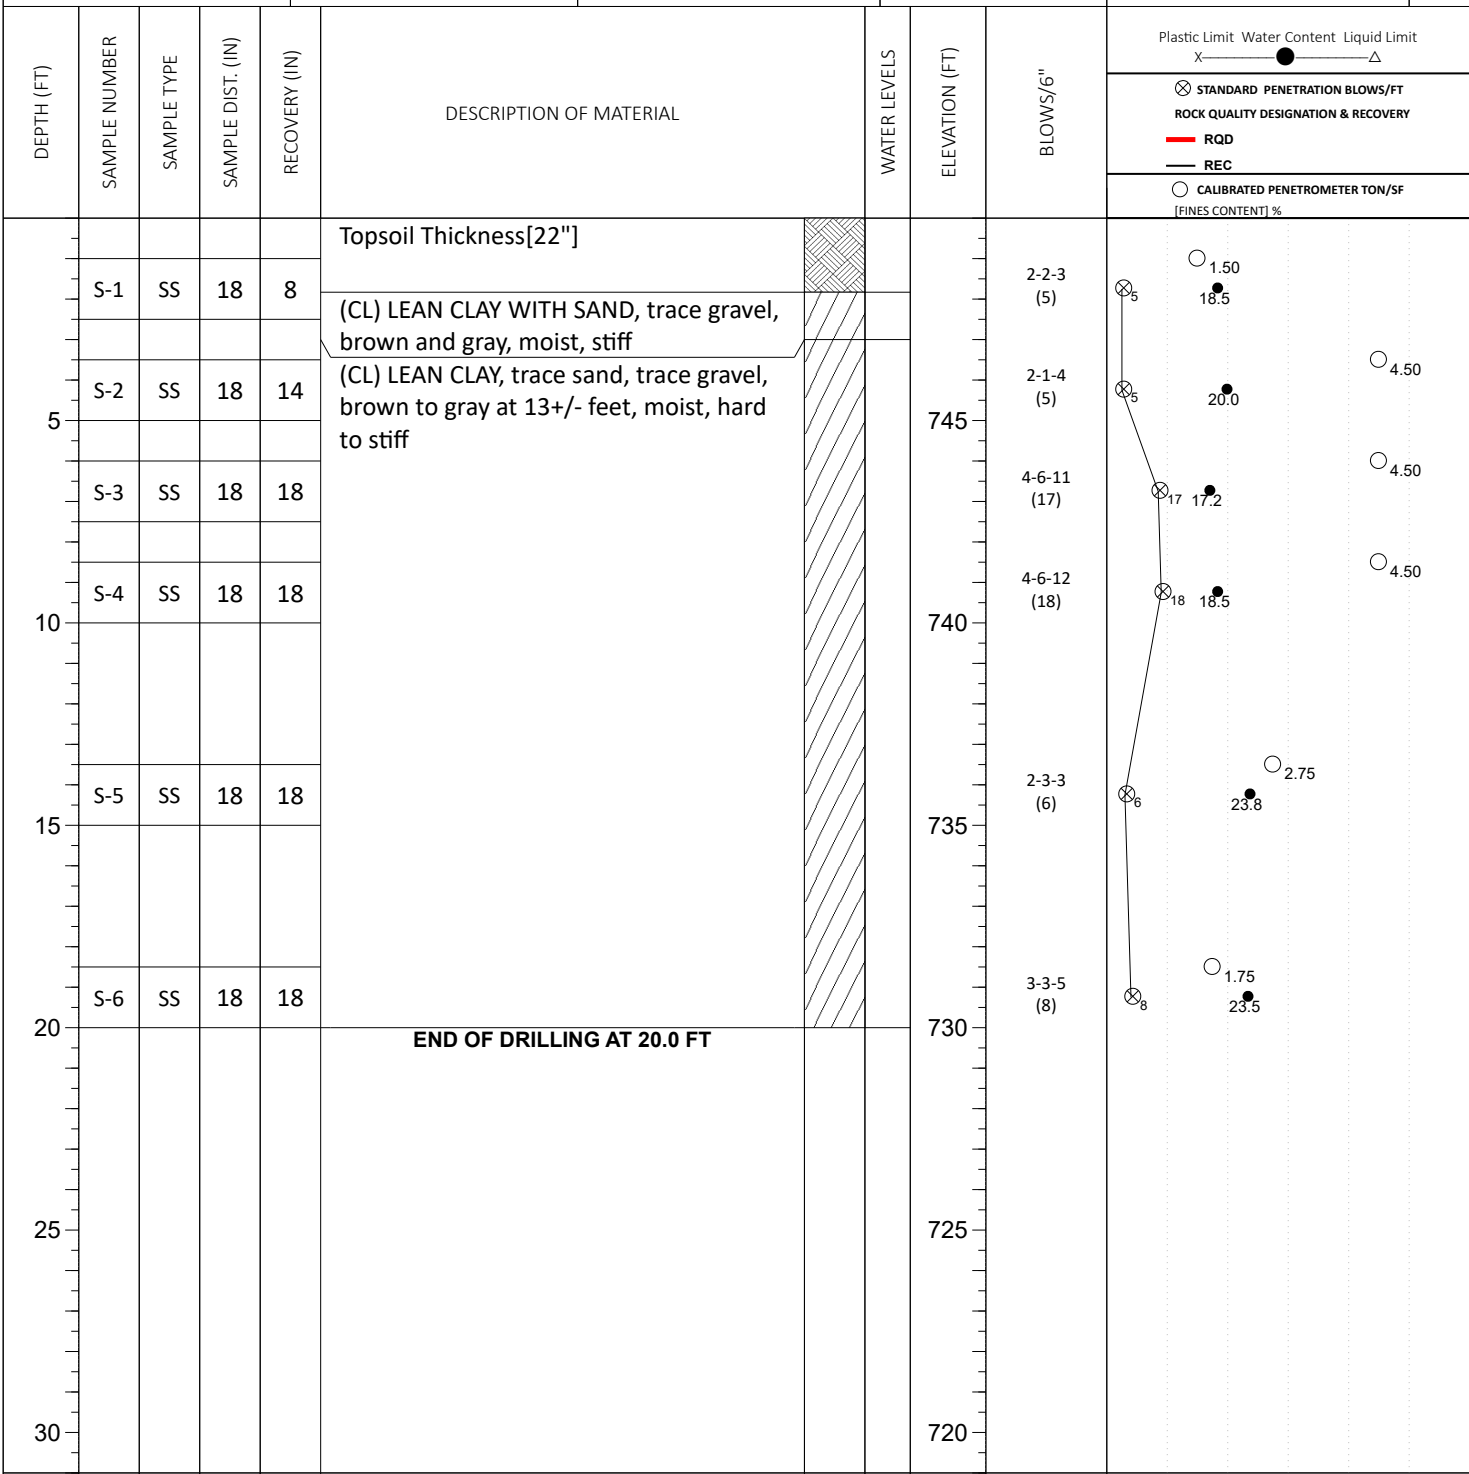 DEPTH (FT)
SAMPLE NUMBER
SAMPLE TYPE
SAMPLE DIST. (IN)
RECOVERY (IN)
DESCRIPTION OF MATERIAL
WATER LEVELS
ELEVATION (FT)
BLOWS/6"
Plastic Limit Water Content Liquid Limit
X △
STANDARD PENETRATION BLOWS/FT
ROCK QUALITY DESIGNATION & RECOVERY
RQD
REC
CALIBRATED PENETROMETER TON/SF
[FINES CONTENT] %
Topsoil Thickness[22"]
S-1 SS 18 8
2-2-3
(5)
5
18.5
1.50
(CL) LEAN CLAY WITH SAND, trace gravel,
brown and gray, moist, stiff
(CL) LEAN CLAY, trace sand, trace gravel,
brown to gray at 13+/- feet, moist, hard
to stiff
S-2 SS 18 14
2-1-4
(5)
5
20.0
4.50
5
745
S-3 SS 18 18
4-6-11
(17)
17
17.2
4.50
S-4 SS 18 18
4-6-12
(18)
18
18.5
4.50
10
740
S-5 SS 18 18
2-3-3
(6)
6
23.8
2.75
15
735
S-6 SS 18 18
3-3-5
(8)
8
23.5
1.75
20
730
END OF DRILLING AT 20.0 FT
25
725
30
720